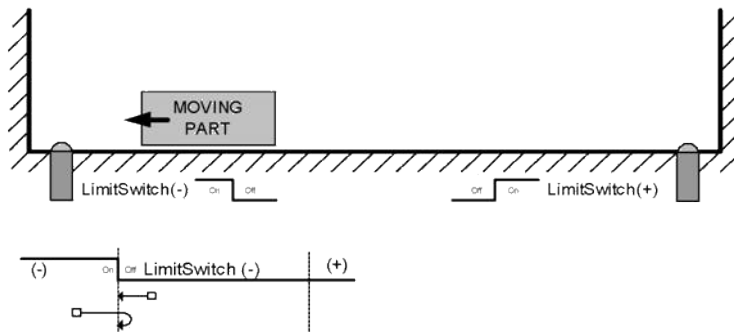 MOVING
PART
LimitSwitch(-) On Off
Off On LimitSwitch(+)
(-) On Off LimitSwitch (-) (+)